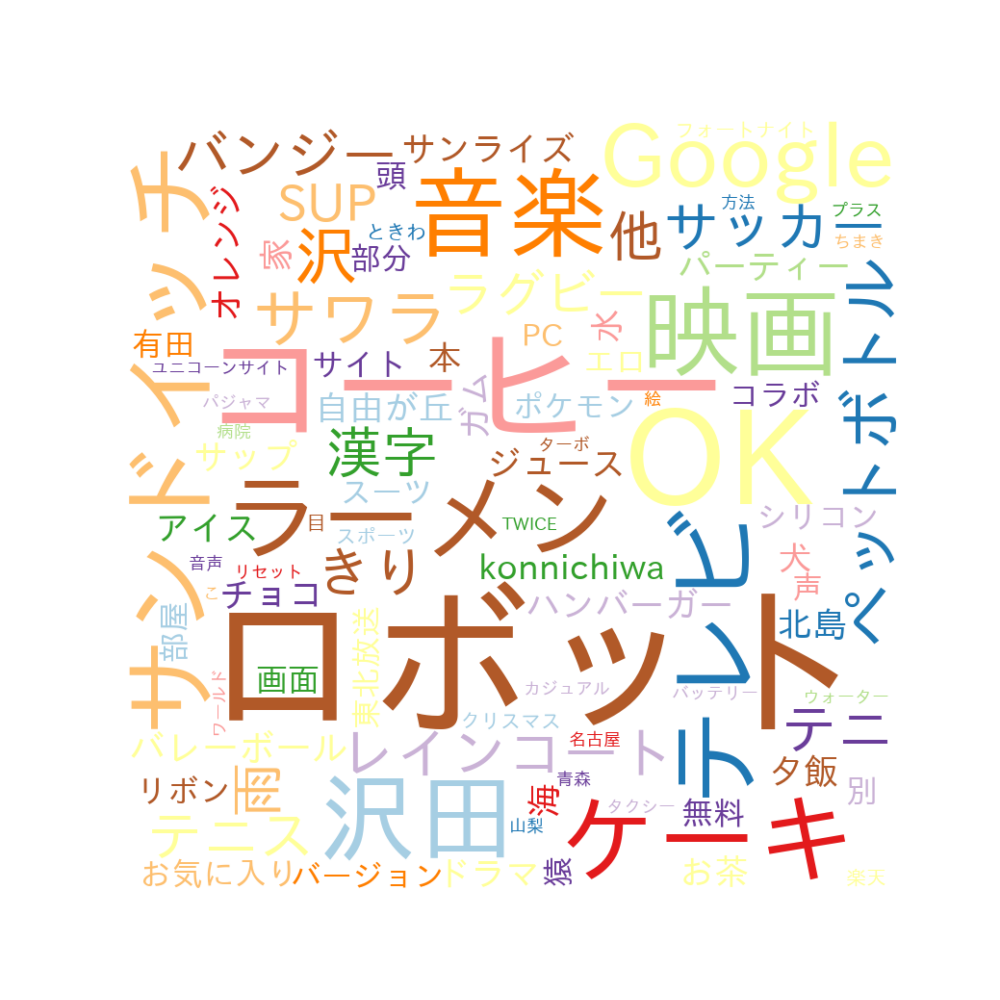 フォートナイト
Google
バンジー
サンライズ
頭
音楽
SUP
方法
プラス
サッカー
他
ときわ
沢
部分
家
オレンジ
ちまき
パーティー
ラグビー
サワラ
映画
ペットボトル
有田
ユニコーンサイト
サイト
本
PC
水
エロ
コーヒー
コラボ
パジャマ
自由が丘
ガム
ポケモン
絵
OK
病院
サップ
漢字
ターボ
ジュース
サンドイッチ
ラーメン
スーツ
シリコン
アイス
目
スポーツ
TWICE
テレビ
犬
声
音声
リセット
きり
konnichiwa
チョコ
こ
ハンバーガー
北島
部屋
ロボット
東北放送
画面
ワールド
カジュアル
バッテリー
ウォーター
クリスマス
テニ
バレーボール
レインコート
名古屋
夕飯
リボン
雨
青森
海
タクシー
無料
別
沢田
山梨
ケーキ
テニス
お気に入り
バージョン
ドラマ
猿
お茶
楽天